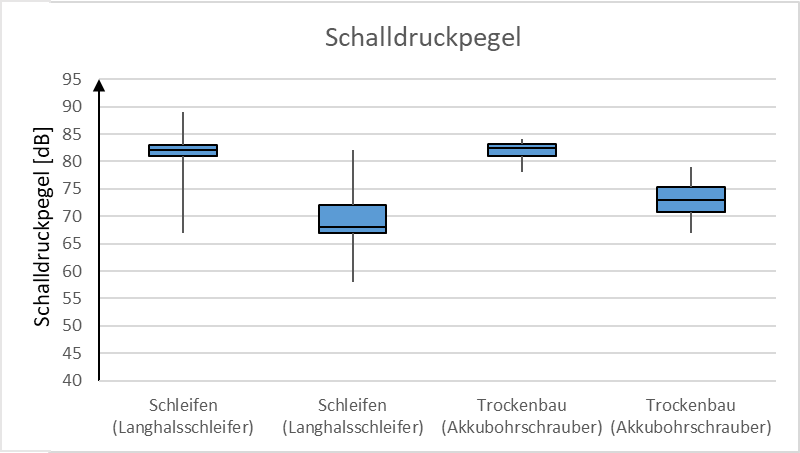 Schalldruckpegel
Schalldruckpegel [dB]
95
90
85
80
75
70
65
60
55
50
45
40
Schleifen
(Langhalsschleifer)
Schleifen
(Langhalsschleifer)
Trockenbau
(Akkubohrschrauber)
Trockenbau
(Akkubohrschrauber)